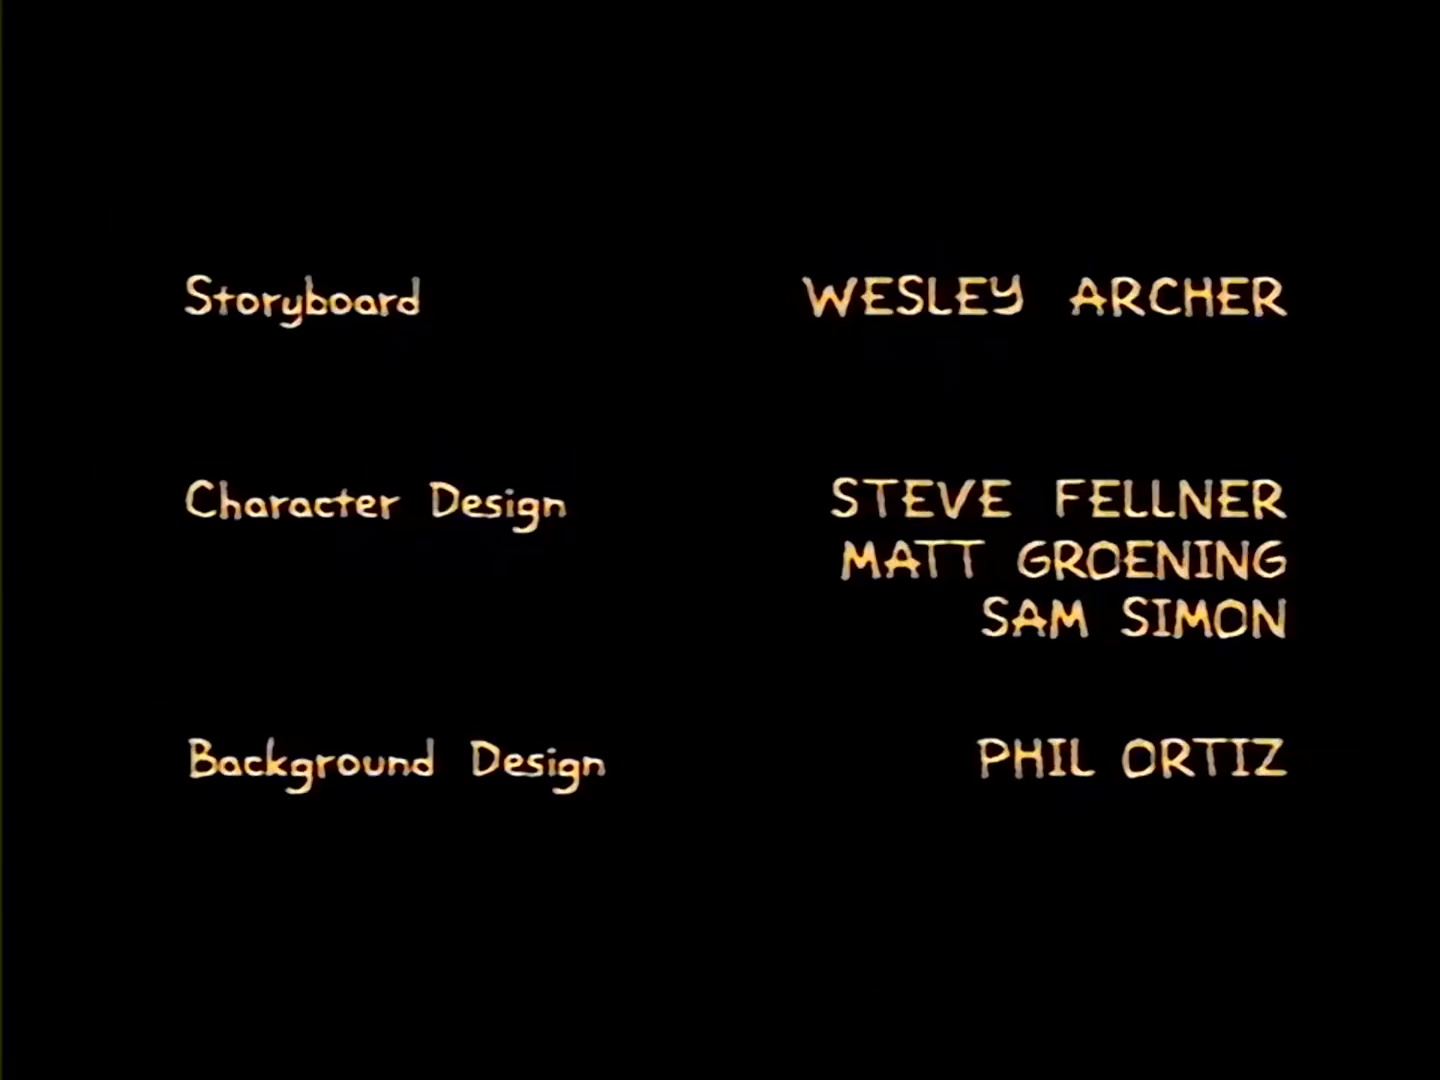 Storyboard WESLEY ARCHER
Character Design STEVE FELLNER
MATT GROENING
SAM SIMON
Background Design PHIL ORTIZ